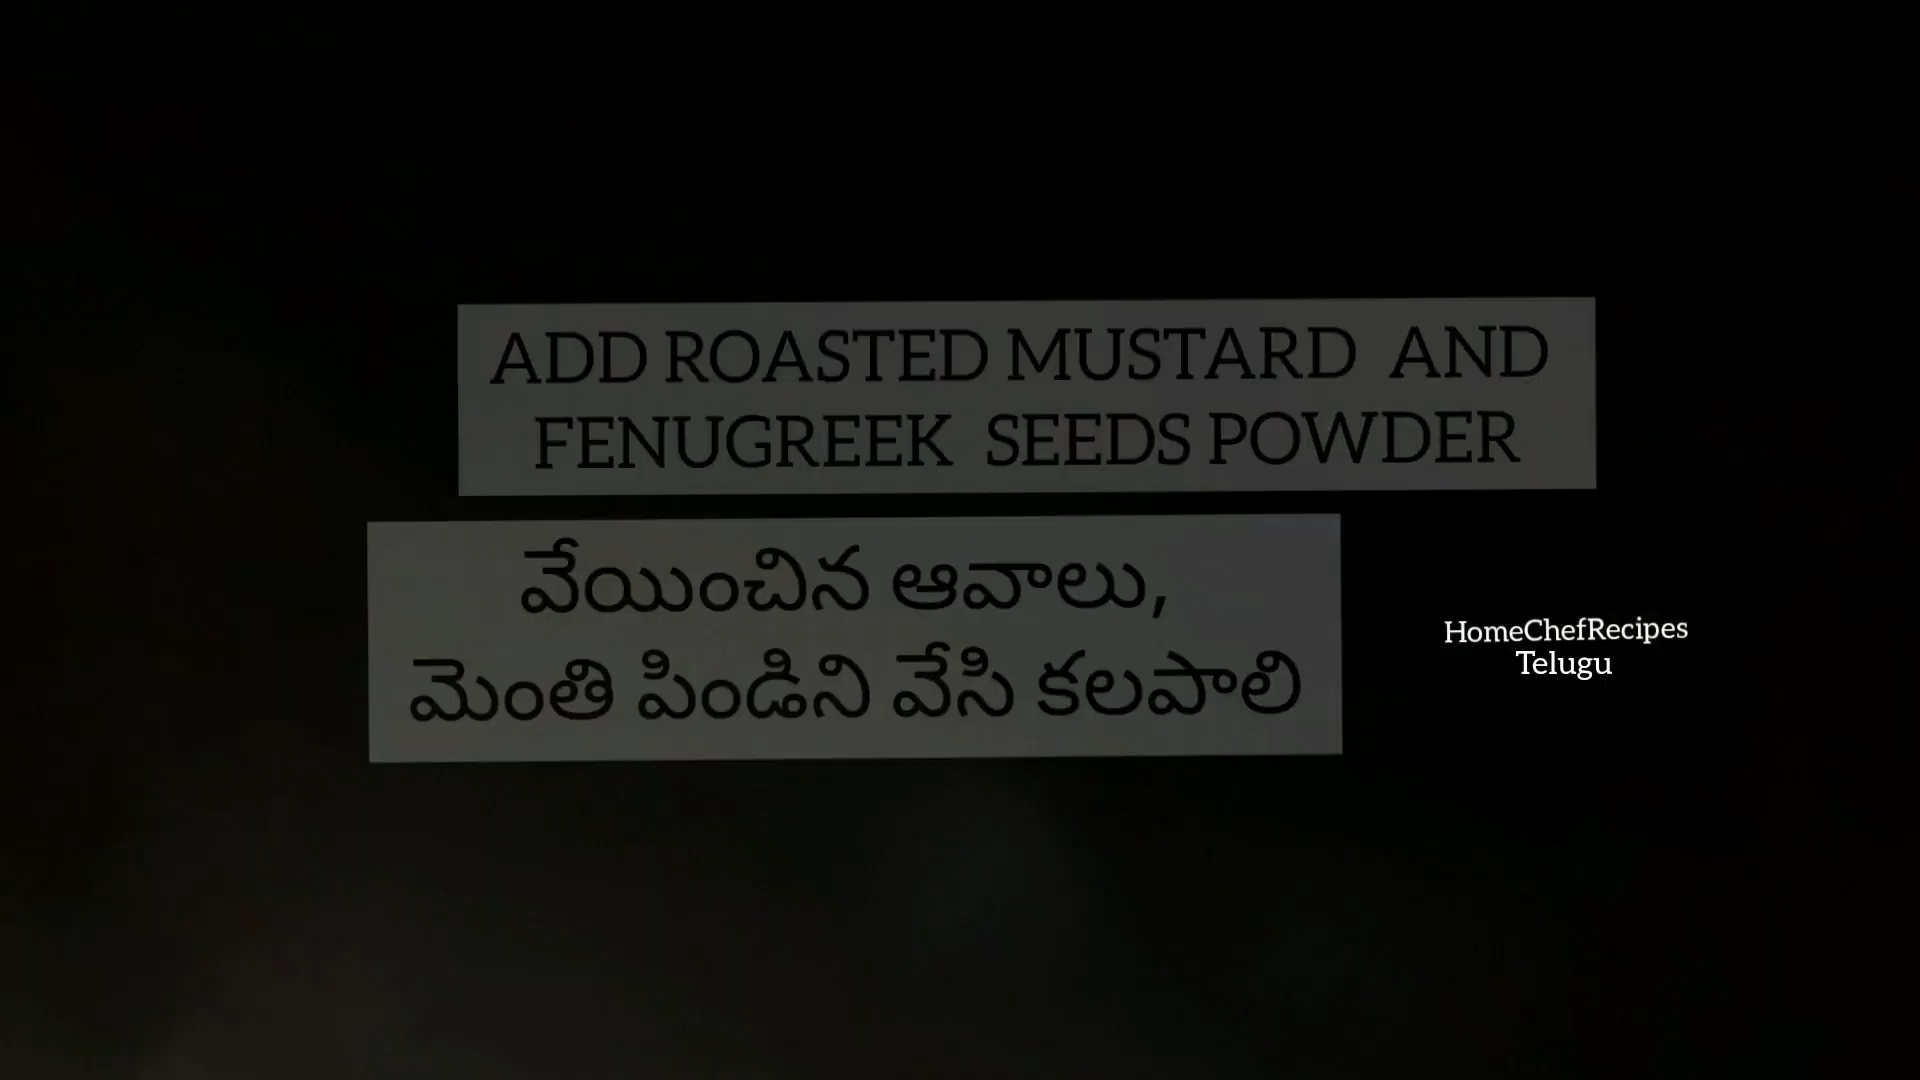 ADD ROASTED MUSTARD AND
FENUGREEK SEEDS POWDER
వేయించిన ఆవాలు,
మెంతి పిండిని వేసి కలపాలి
HomeChefRecipes
Telugu